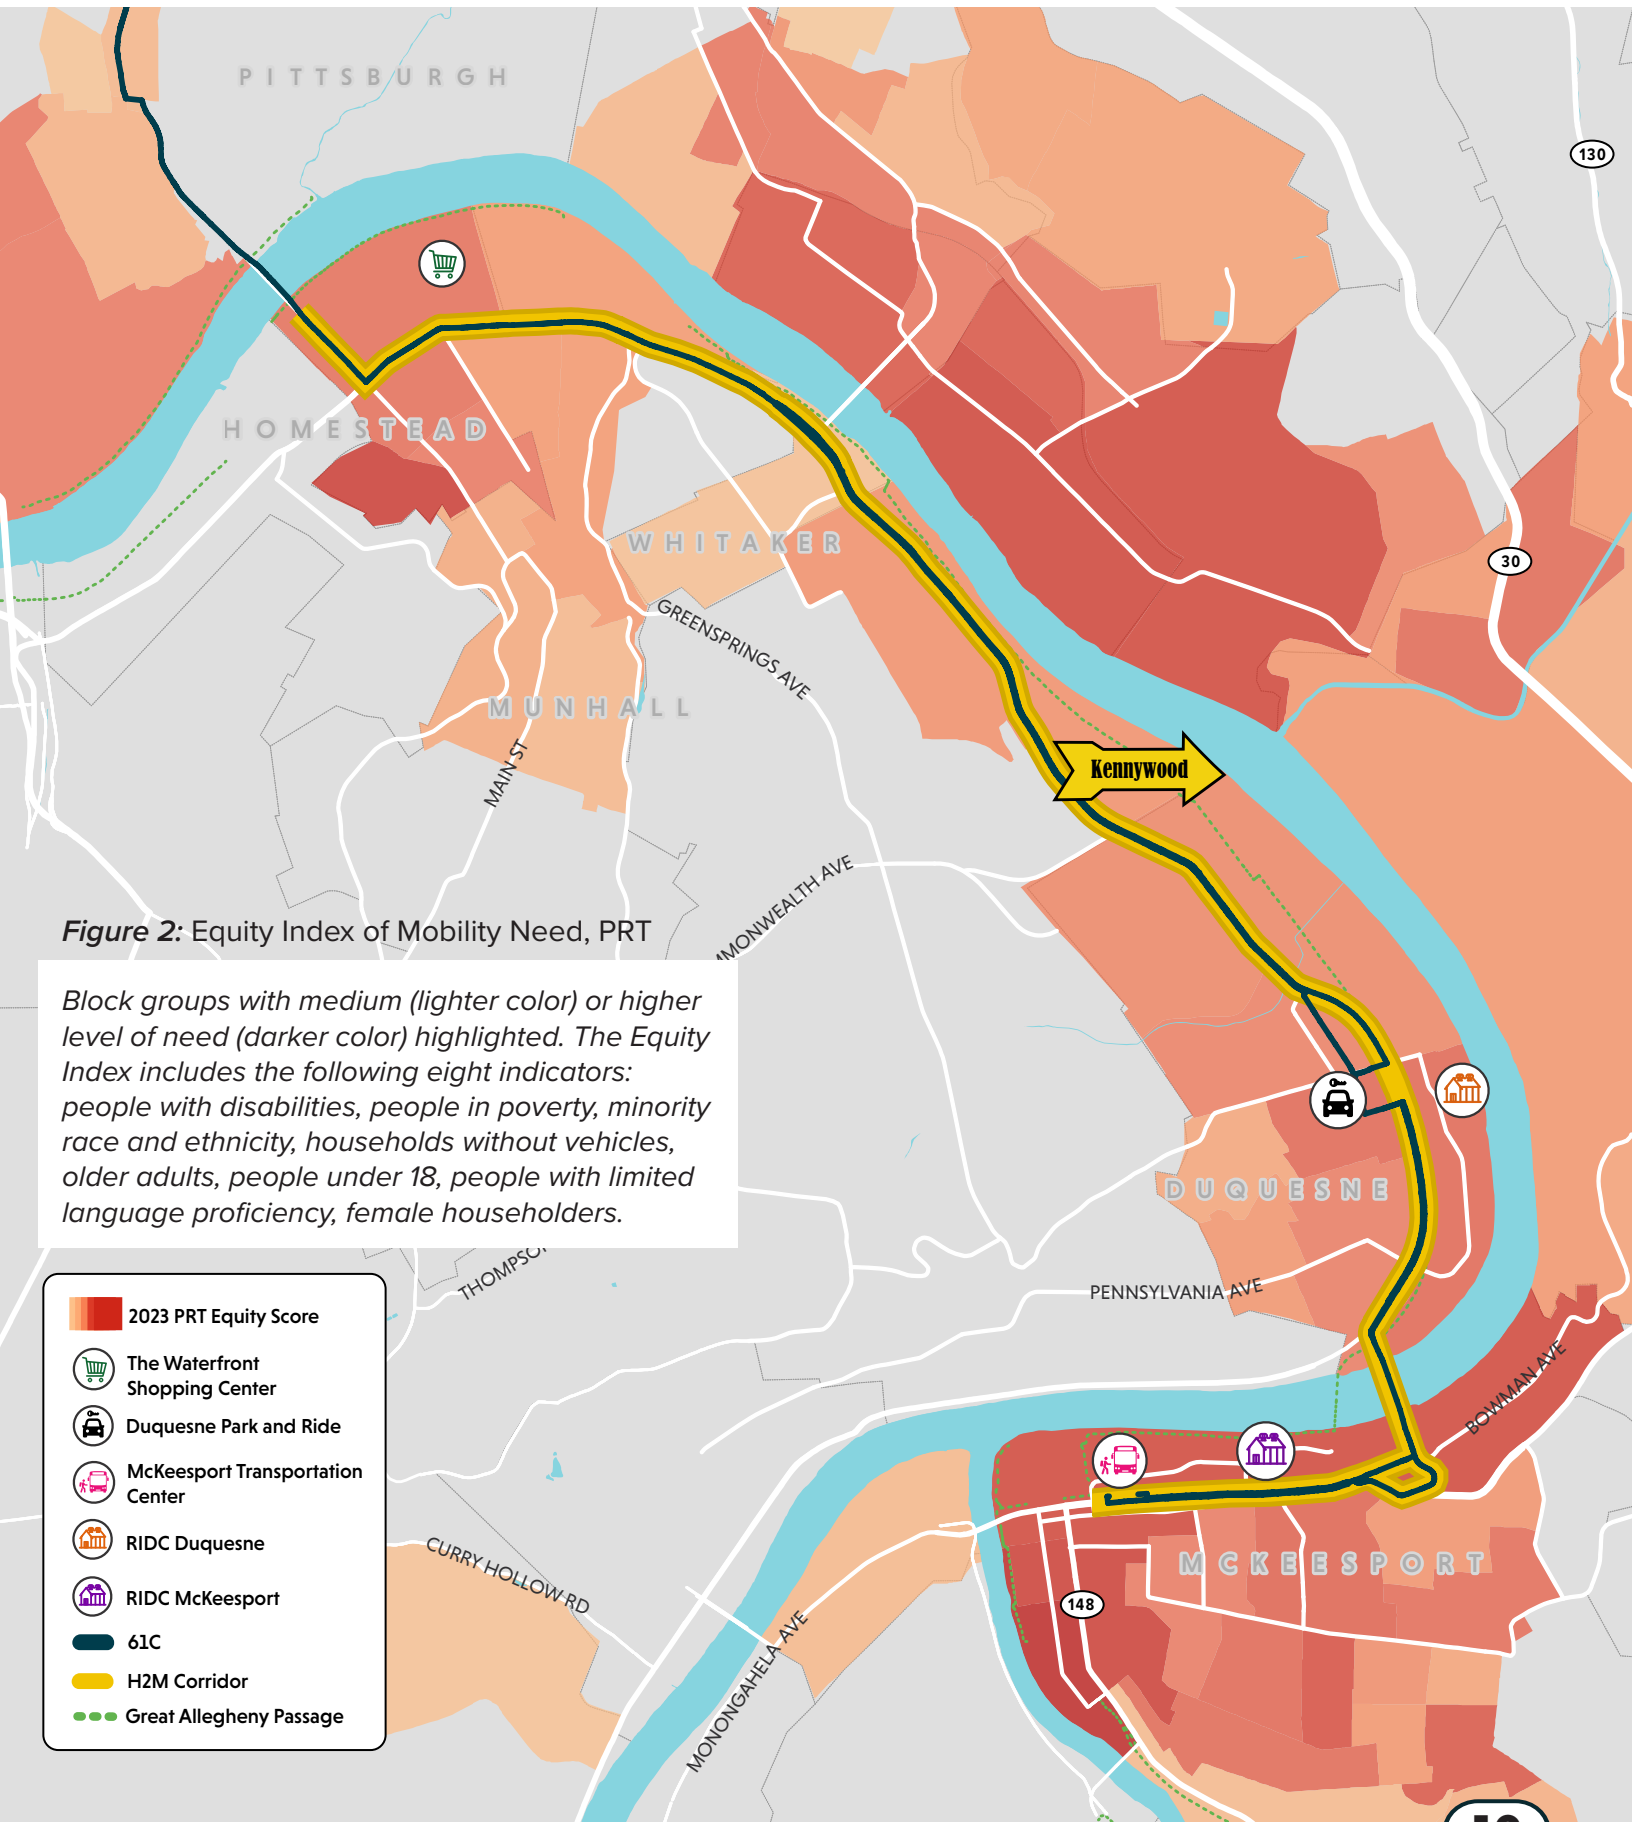 PITTSBURGH
130
HOMESTEAD
WHITAKER
30
GREENSPRINGS AVE
MUNHALL
MAIN ST
Kennywood
Figure 2: Equity Index of Mobility Need, PRT
Block groups with medium (lighter color) or higher
level of need (darker color) highlighted. The Equity
Index includes the following eight indicators:
people with disabilities, people in poverty, minority
race and ethnicity, households without vehicles,
older adults, people under 18, people with limited
language proficiency, female householders.
MMONWEALTH AVE
DUQUESNE
THOMPSO
PENNSYLVANIA AVE
BOWMAN AVE
2023 PRT Equity Score
The Waterfront
Shopping Center
Duquesne Park and Ride
McKeesport Transportation
Center
RIDC Duquesne
RIDC McKeesport
61C
H2M Corridor
Great Allegheny Passage
CURRY HOLLOW RD
MONONGAHELA AVE
MCKEESPORT
148